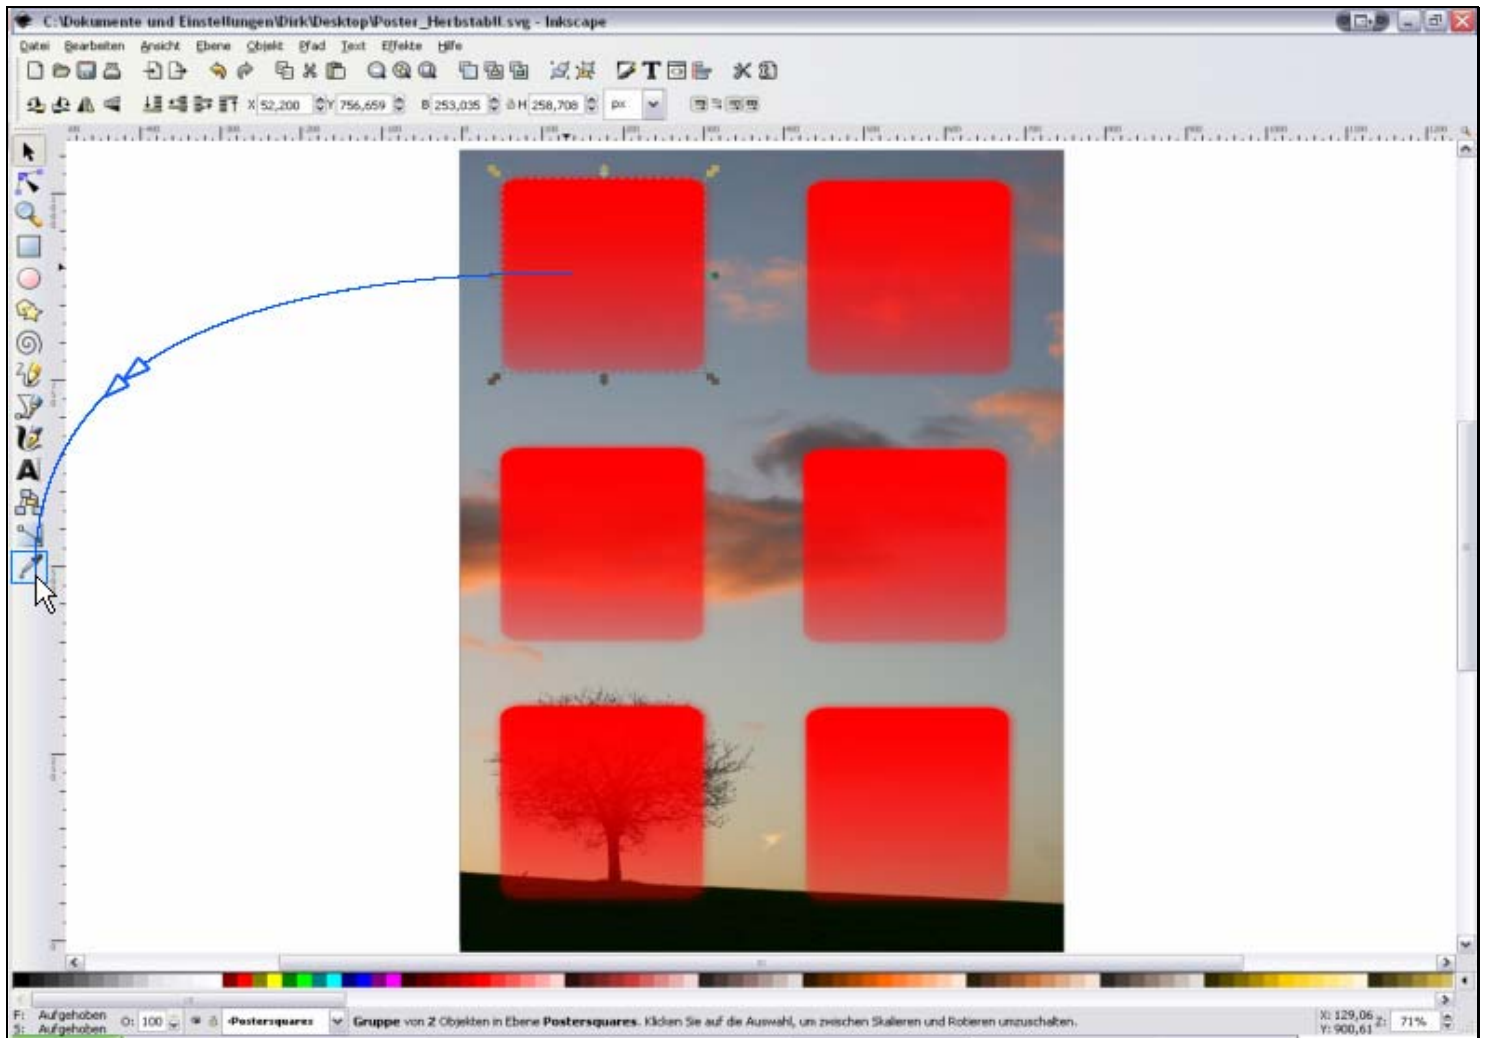 C:\Dokumente und Einstellungen\Dirk\Desktop\Poster_Herbstabll.svg - Inkscape
Datei Bearbeiten Ansicht Ebene Objekt Pfad Text Effekte Hilfe
X 52,200 Y 756,659 B 253,035 H 258,708 px
F: Aufgehoben
S: Aufgehoben
O: 100
Postersquares
Gruppe von 2 Objekten in Ebene Postersquares. Klicken Sie auf die Auswahl, um zwischen Skalieren und Rotieren umzuschalten.
X: 129,06
Y: 900,61
Z: 71%